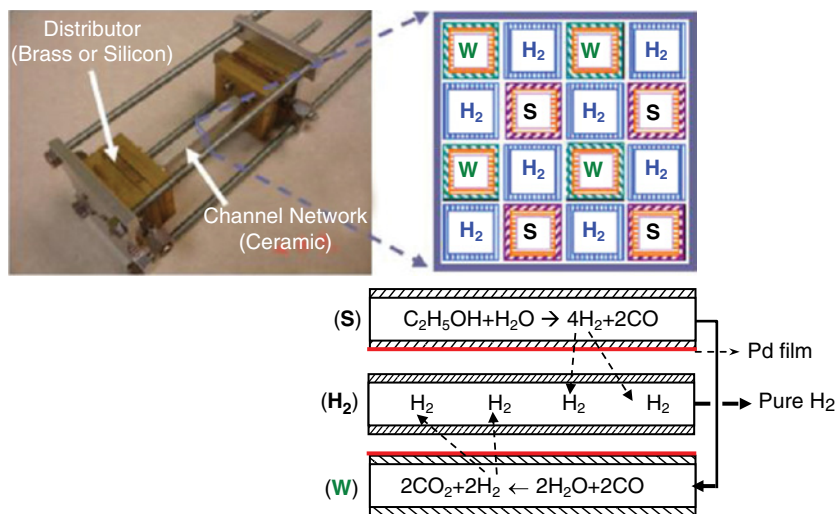 Distributor
(Brass or Silicon)
Channel Network
(Ceramic)
W H₂ W H₂
H₂ S H₂ S
W H₂ W H₂
H₂ S H₂ S
(S) C₂H₅OH+H₂O → 4H₂+2CO
Pd film
(H₂) H₂ H₂ H₂ H₂ Pure H₂
(W) 2CO₂+2H₂ ← 2H₂O+2CO